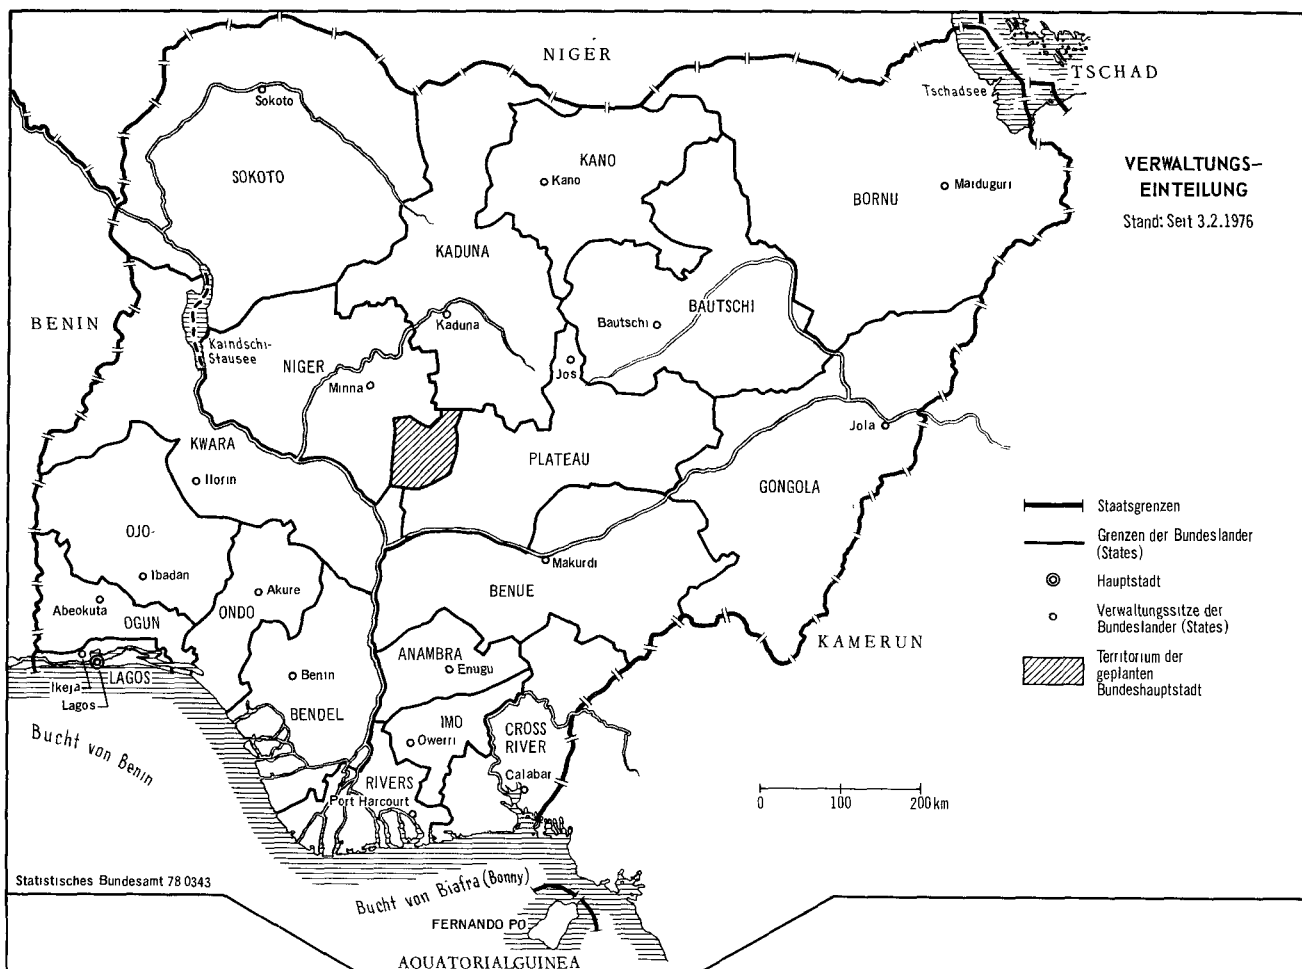 NIGER
TSCHAD
Tschadsee
VERWALTUNGS-
EINTEILUNG
Stand: Seit 3.2.1976
Sokoto
SOKOTO
KANO
Kano
BORNU
Maiduguri
KADUNA
Kaduna
BAUTSCHI
Bautschi
BENIN
Kaindschi-
Stausee
NIGER
Minna
Jos
Jola
KWARA
Ilorin
PLATEAU
GONGOLA
OJO-
Ibadan
Makurdi
BENUE
Abeokuta
OGUN
ONDO
Akure
KAMERUN
ANAMBRA
Enugu
LAGOS
Ikeja
Lagos
Benin
BENDEL
IMO
Owerri
CROSS
RIVER
Calabar
RIVERS
Port Harcourt
Bucht von Benin
Staatsgrenzen
Grenzen der Bundeslander
(States)
Hauptstadt
Verwaltungssitze der
Bundeslander (States)
Territorium der
geplanten
Bundeshauptstadt
0 100 200 km
Statistisches Bundesamt 78 0343
Bucht von Biafra (Bonny)
FERNANDO PO
AQUATORIALGUINEA